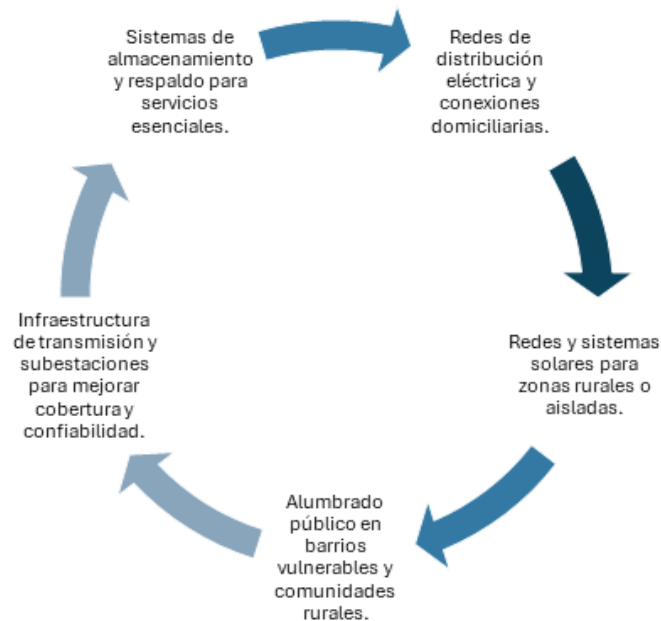 Sistemas de
almacenamiento
y respaldo para
servicios
esenciales.
Redes de
distribución
eléctrica y
conexiones
domiciliarias.
Redes y sistemas
solares para
zonas rurales o
aisladas.
Alumbrado
público en
barrios
vulnerables y
comunidades
rurales.
Infraestructura
de transmisión y
subestaciones
para mejorar
cobertura y
confiabilidad.